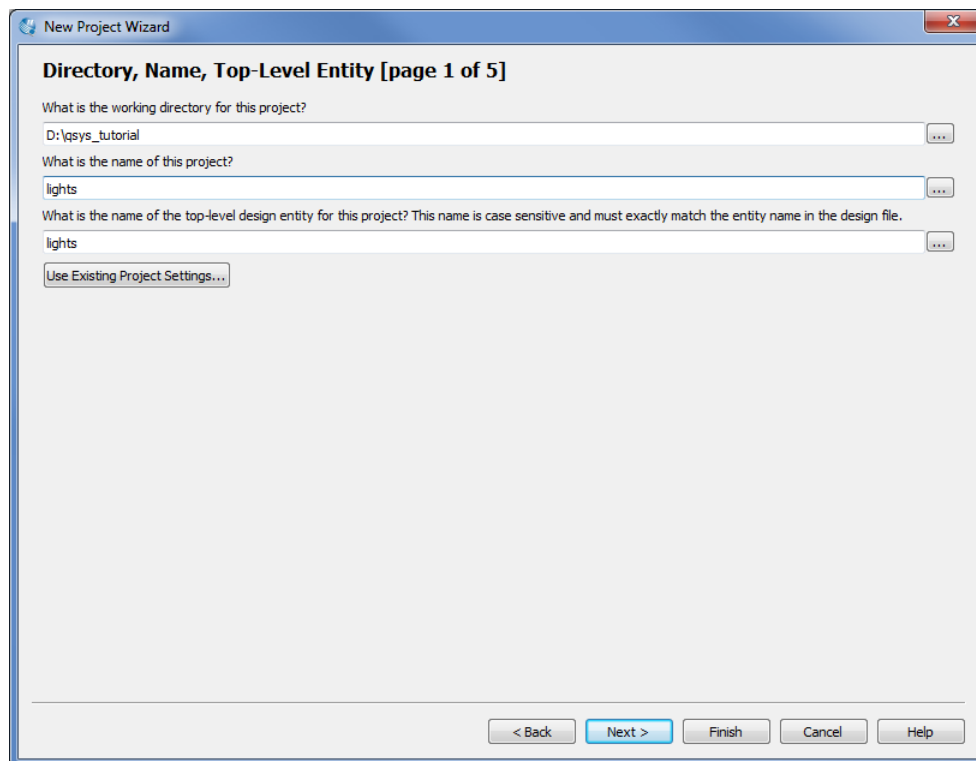 New Project Wizard
Directory, Name, Top-Level Entity [page 1 of 5]
What is the working directory for this project?
D:\qsys_tutorial
...
What is the name of this project?
lights
...
What is the name of the top-level design entity for this project? This name is case sensitive and must exactly match the entity name in the design file.
lights
...
Use Existing Project Settings...
< Back Next > Finish Cancel Help